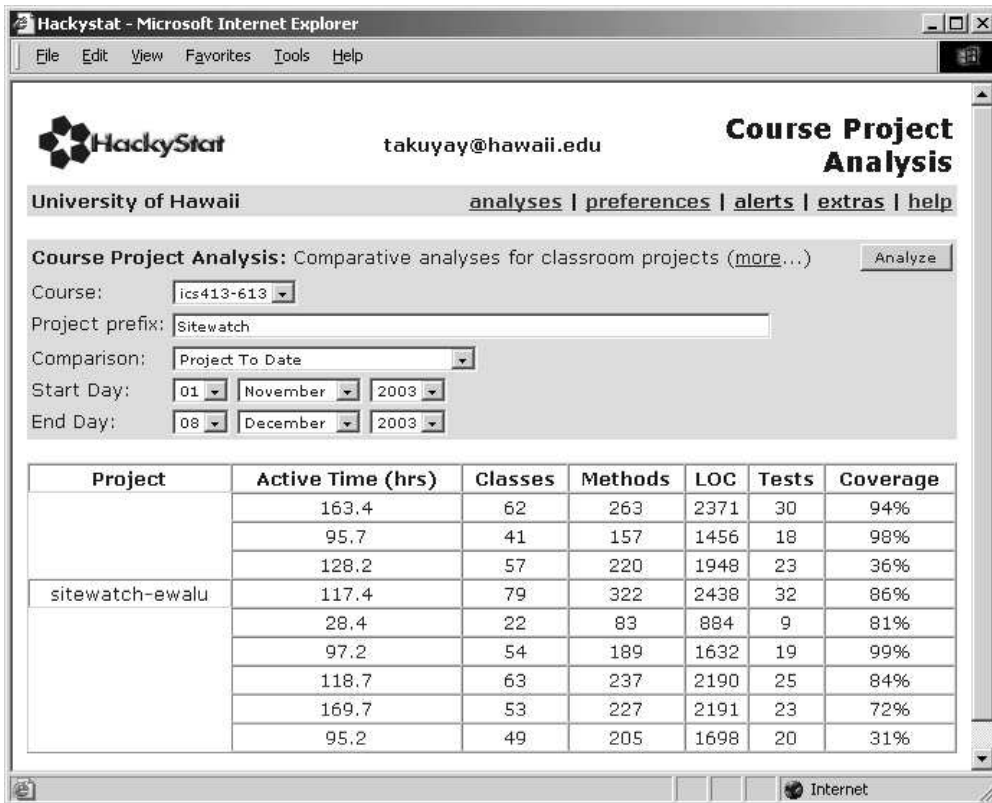 Hackystat - Microsoft Internet Explorer
File Edit View Favorites Tools Help
HackyStat
takuyay@hawaii.edu
Course Project
Analysis
University of Hawaii
analyses | preferences | alerts | extras | help
Course Project Analysis: Comparative analyses for classroom projects (more...) Analyze
Course: ics413-613
Project prefix: Sitewatch
Comparison: Project To Date
Start Day: 01 November 2003
End Day: 08 December 2003
Project Active Time (hrs) Classes Methods LOC Tests Coverage
163.4 62 263 2371 30 94%
95.7 41 157 1456 18 98%
128.2 57 220 1948 23 36%
sitewatch-ewalu 117.4 79 322 2438 32 86%
28.4 22 83 884 9 81%
97.2 54 189 1632 19 99%
118.7 63 237 2190 25 84%
169.7 53 227 2191 23 72%
95.2 49 205 1698 20 31%
Internet